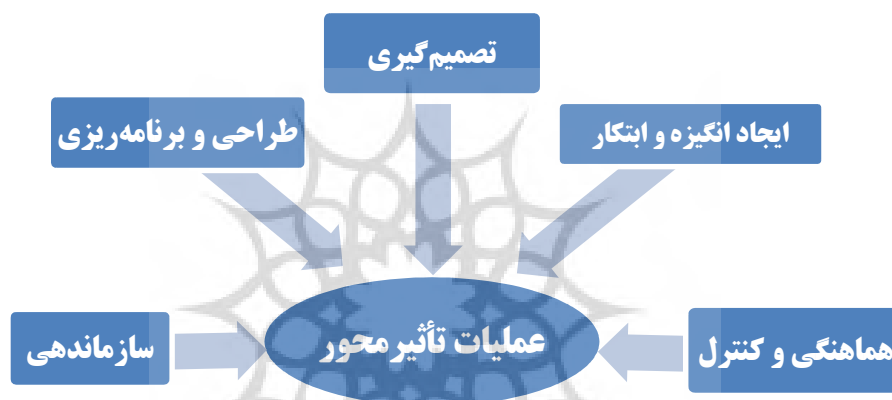 تصمیم‌گیری
ایجاد انگیزه و ابتکار
طراحی و برنامه‌ریزی
هماهنگی و کنترل
عملیات تأثیرمحور
سازماندهی